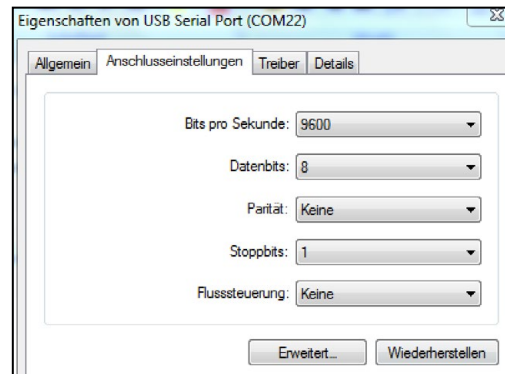 Eigenschaften von USB Serial Port (COM22)
Allgemein Anschlusseinstellungen Treiber Details
Bits pro Sekunde: 9600
Datenbits: 8
Parität: Keine
Stoppbits: 1
Flusssteuerung: Keine
Erweitert... Wiederherstellen